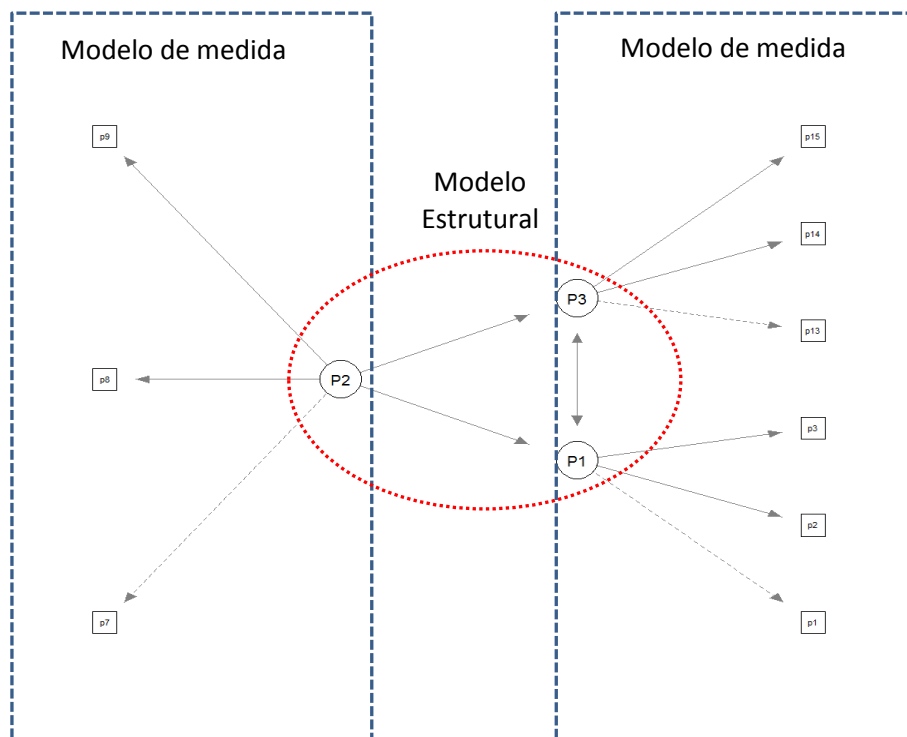 Modelo de medida
Modelo de medida
p9
p15
Modelo
Estrutural
p14
P3
p13
p8
P2
p3
P1
p2
p7
p1